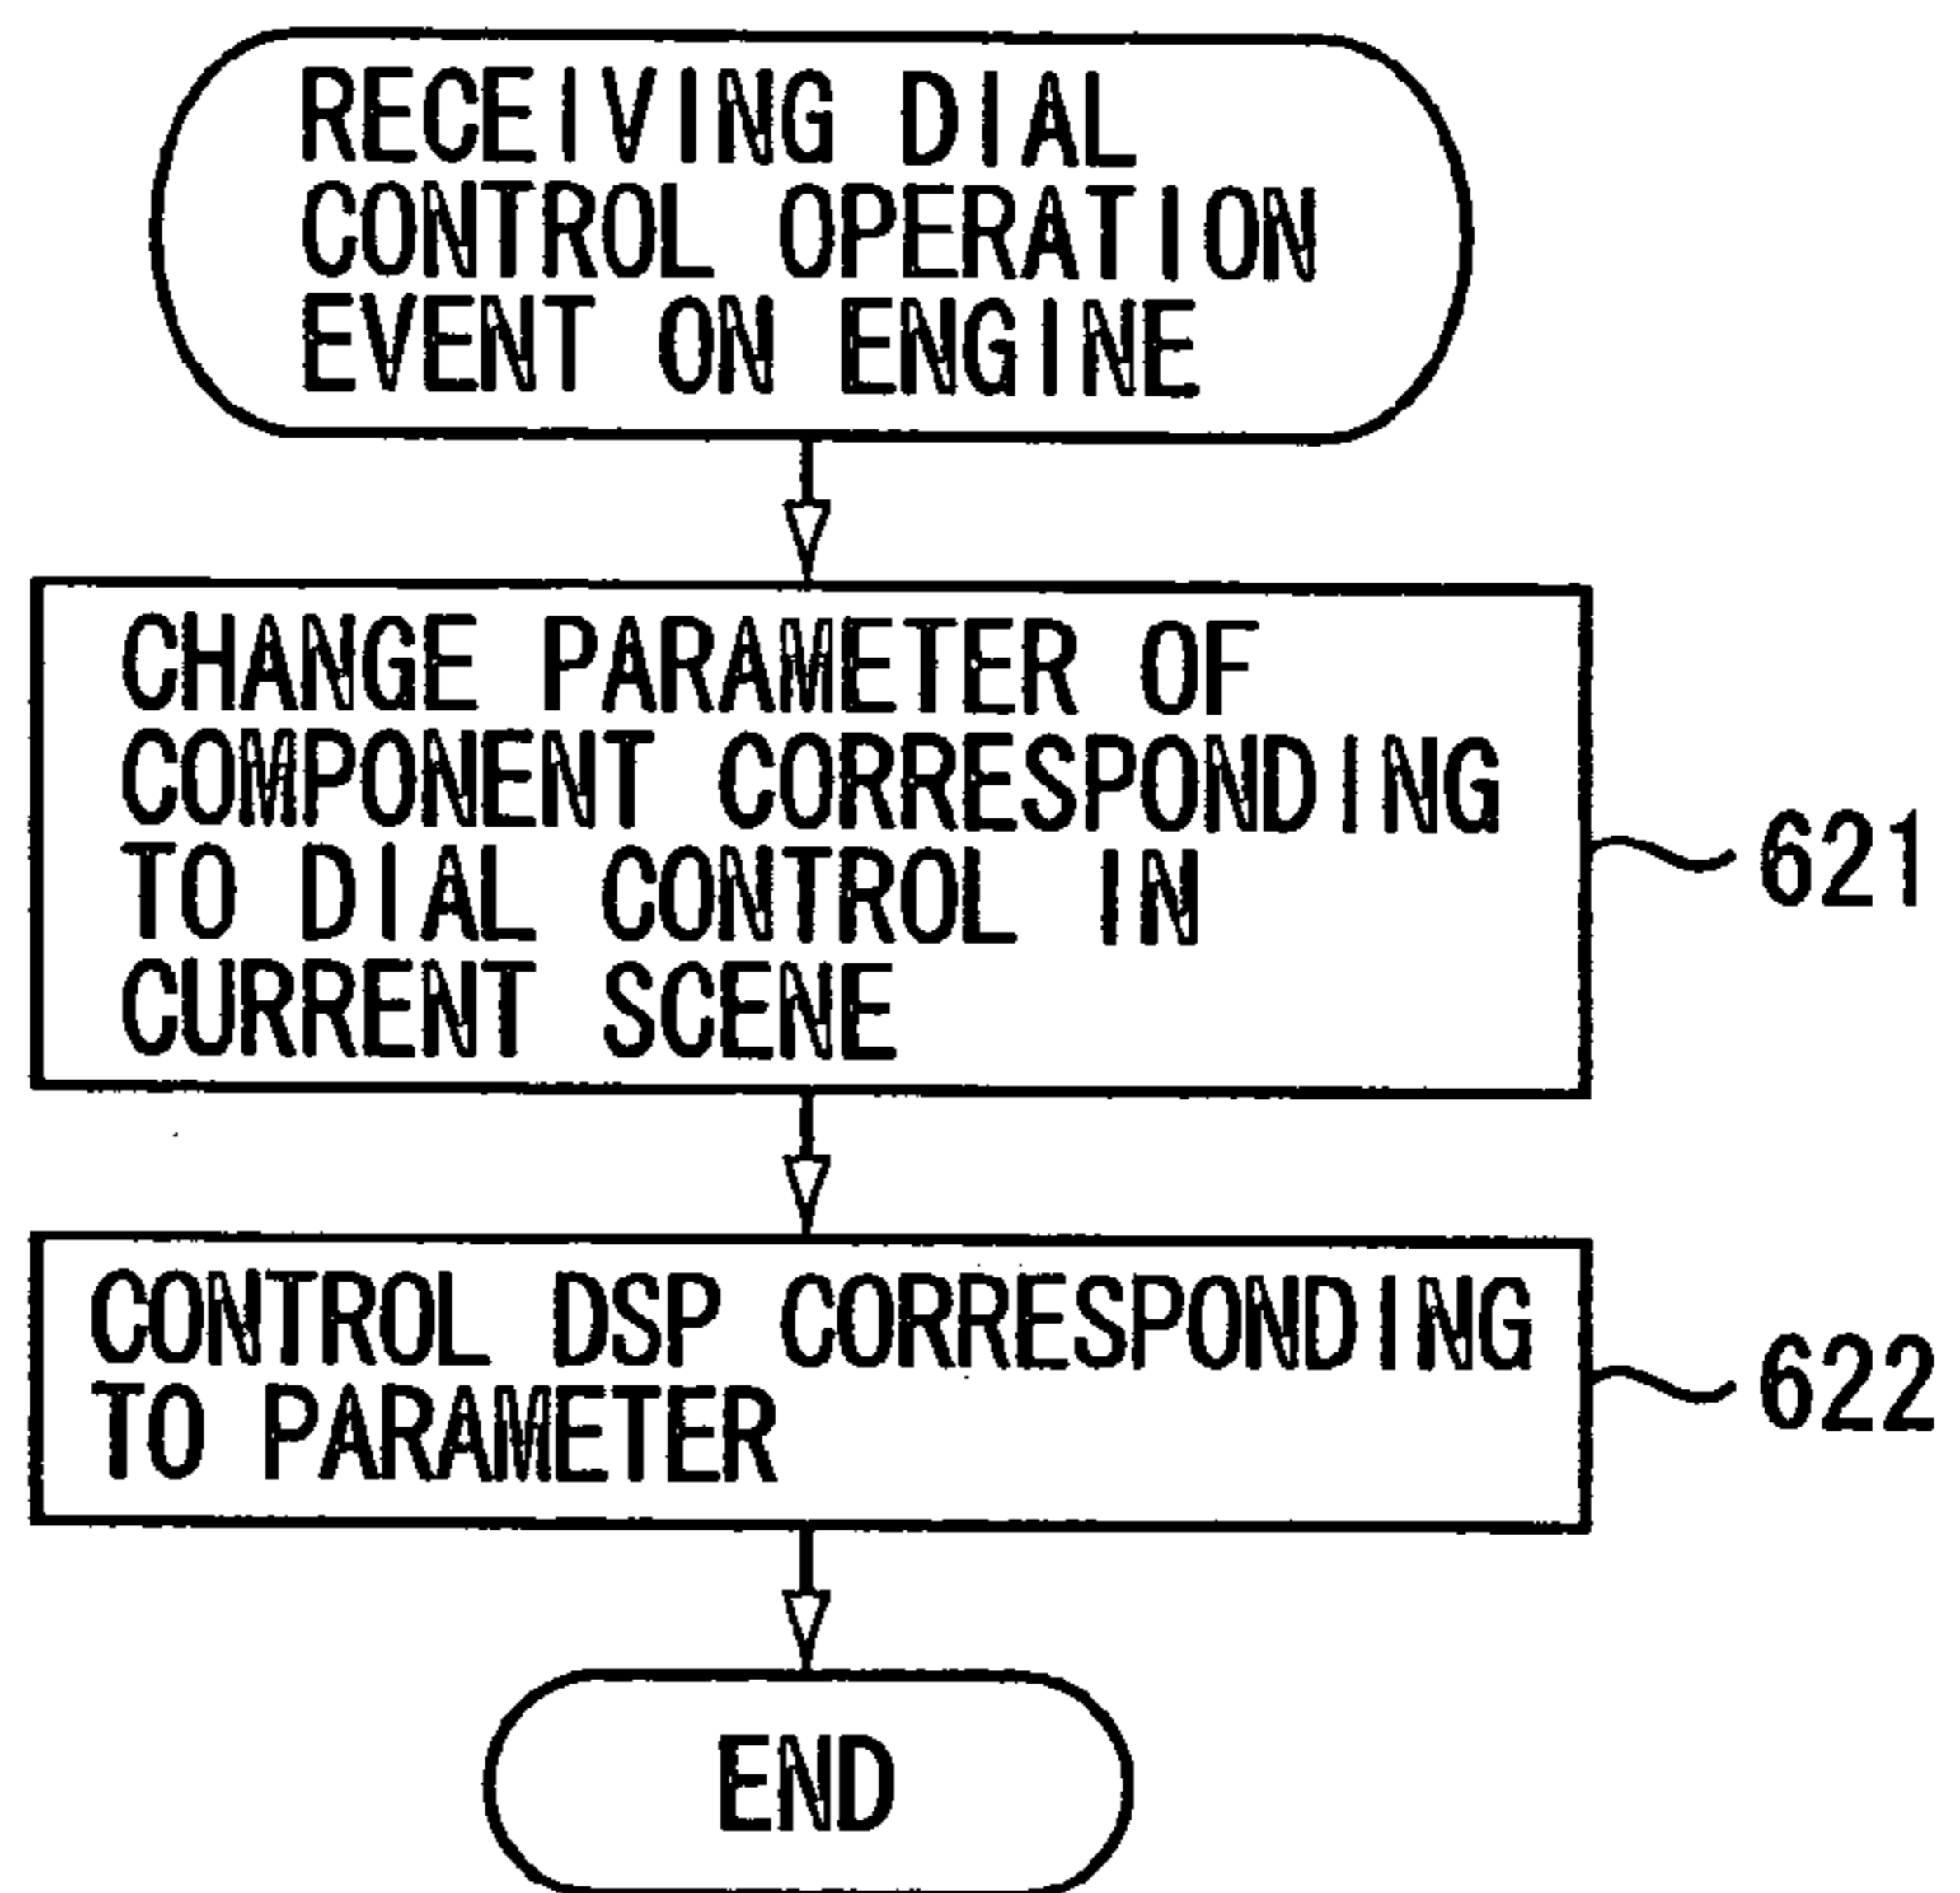 RECEIVING DIAL
CONTROL OPERATION
EVENT ON ENGINE
CHANGE PARAMETER OF
COMPONENT CORRESPONDING
TO DIAL CONTROL IN
CURRENT SCENE
621
CONTROL DSP CORRESPONDING
TO PARAMETER
622
END